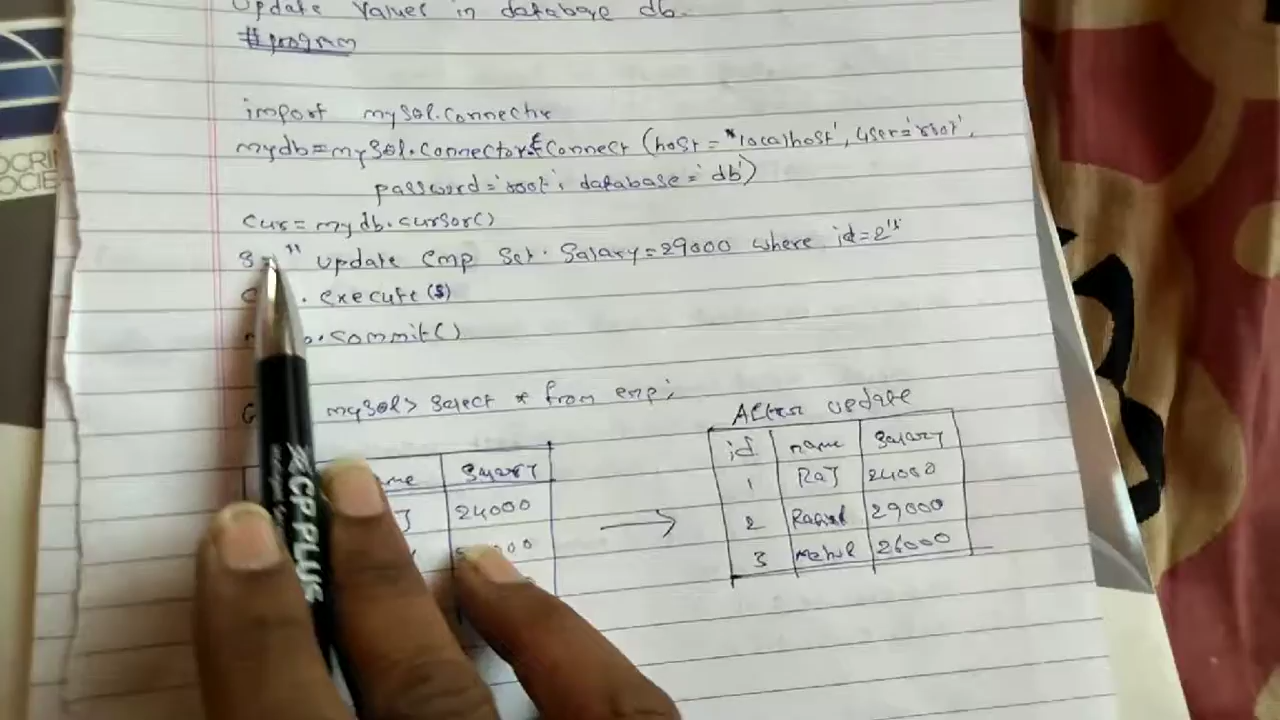 Update values in database db.
#program
import mysql.connector
mydb=mysql.connector.connect (host='localhost', user='root',
password='root', database='db')
cur=mydb.cursor()
s=" update emp set salary=29000 where id=2"
.execute(s)
.commit()
mysql> select * from emp;
After update
salary
24000
id name salary
1 Raj 24000
2 29000
3 Mehul 26000
XCP PLUS